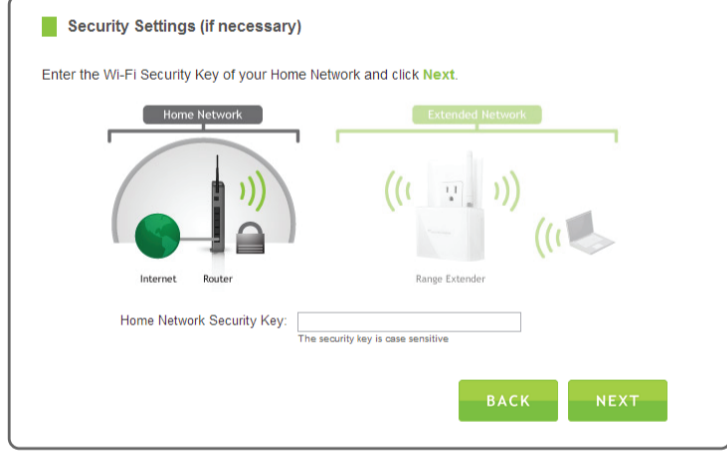 Security Settings (if necessary)
Enter the Wi-Fi Security Key of your Home Network and click Next.
Home Network
Extended Network
Internet
Router
Range Extender
Home Network Security Key:
The security key is case sensitive
BACK
NEXT